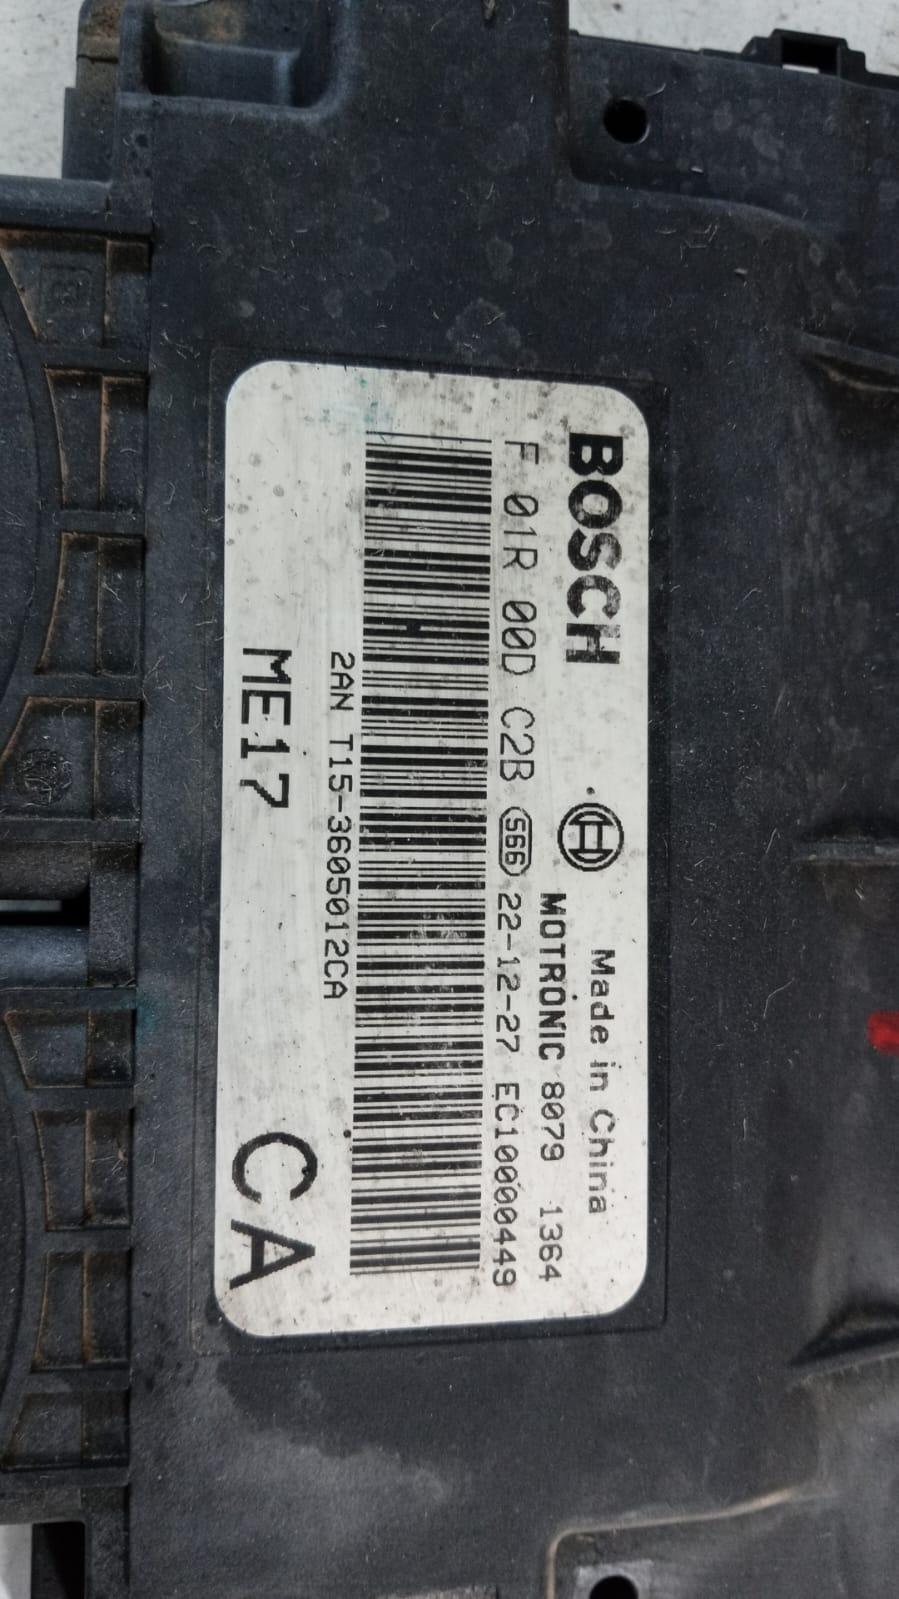 BOSCH
Made in China
MOTRONIC 8079 1364
F 01R 00D C2B 566 22-12-27 EC10000449
2AN T15-3605012CA
ME17 CA